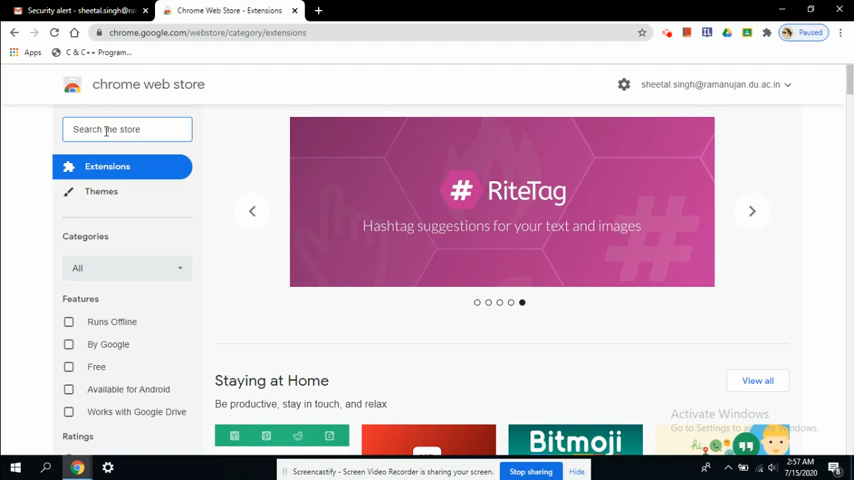 Security alert - sheetal.singh@ra
Chrome Web Store - Extensions
chrome.google.com/webstore/category/extensions
Paused
Apps
C & C++ Program...
chrome web store
sheetal.singh@ramanujan.du.ac.in
Search the store
Extensions
Themes
Categories
All
Features
Runs Offline
By Google
Free
Available for Android
Works with Google Drive
Ratings
# RiteTag
Hashtag suggestions for your text and images
Staying at Home
View all
Be productive, stay in touch, and relax
Bitmoji
Activate Windows
Go to Settings to activate Windows.
Screencastify - Screen Video Recorder is sharing your screen.
Stop sharing
Hide
2:57 AM
7/15/2020